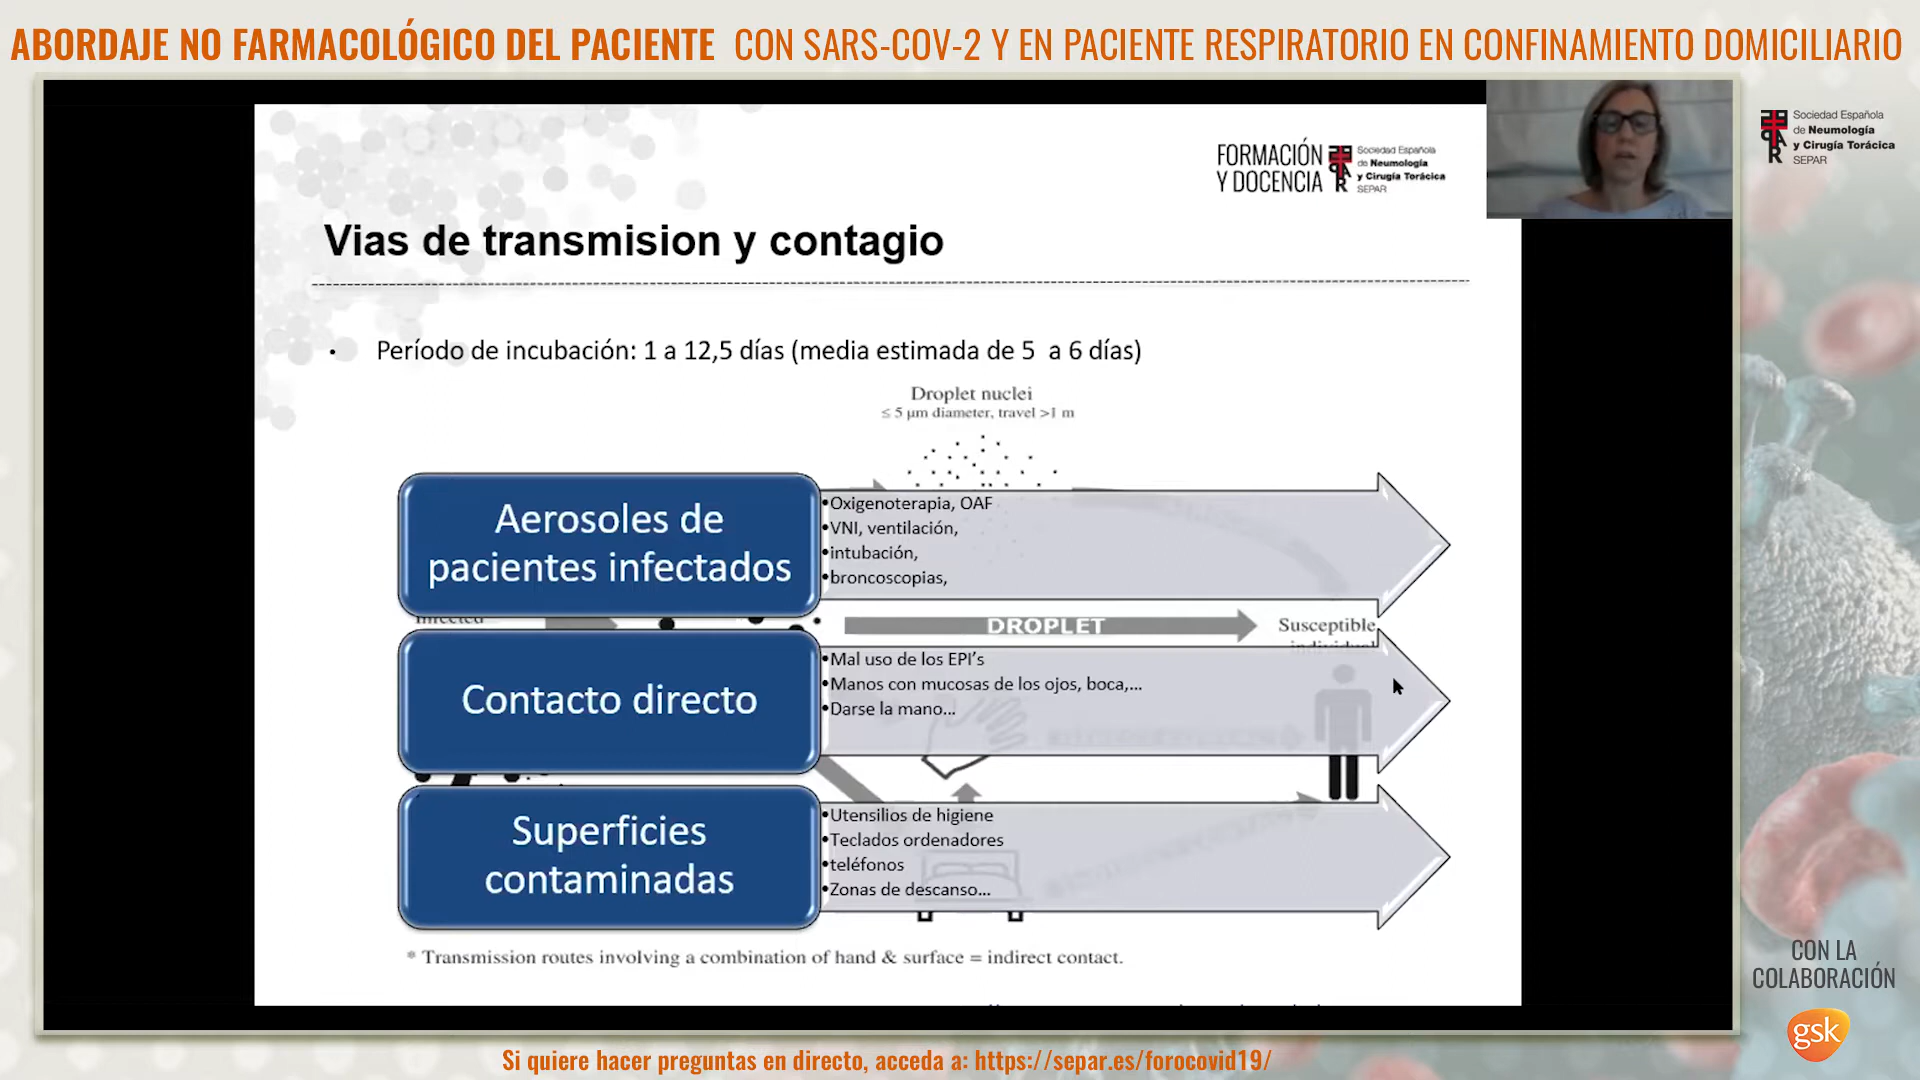 ABORDAJE NO FARMACOLÓGICO DEL PACIENTE CON SARS-COV-2 Y EN PACIENTE RESPIRATORIO EN CONFINAMIENTO DOMICILIARIO
Sociedad Española
de Neumología
y Cirugía Torácica
SEPAR
FORMACIÓN
Y DOCENCIA
Sociedad Española
de Neumología
y Cirugía Torácica
SEPAR
Vias de transmision y contagio
• Período de incubación: 1 a 12,5 días (media estimada de 5 a 6 días)
Droplet nuclei
≤ 5 µm diameter, travel >1 m
Aerosoles de
pacientes infectados
•Oxigenoterapia, OAF
•VNI, ventilación,
•intubación,
•broncoscopias,
Infected
DROPLET
Susceptible
individual
Contacto directo
•Mal uso de los EPI’s
•Manos con mucosas de los ojos, boca,...
•Darse la mano...
Superficies
contaminadas
•Utensilios de higiene
•Teclados ordenadores
•teléfonos
•Zonas de descanso...
* Transmission routes involving a combination of hand & surface = indirect contact.
CON LA
COLABORACIÓN
gsk
Si quiere hacer preguntas en directo, acceda a: https://separ.es/forocovid19/